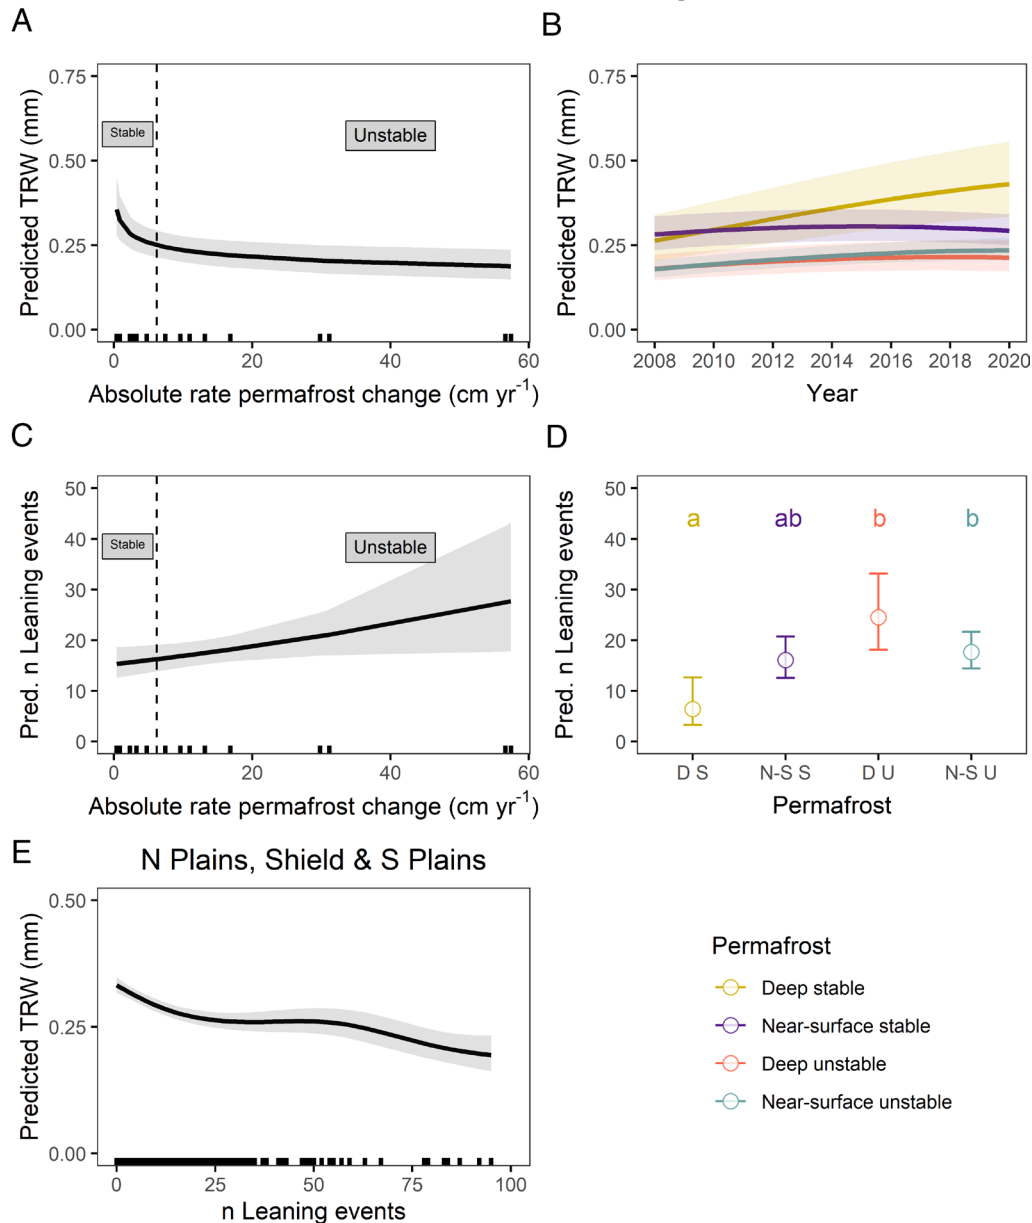 A
B
Predicted TRW (mm)
0.75
0.50
0.25
0.00
Stable
Unstable
0
20
40
60
Absolute rate permafrost change (cm yr⁻¹)
Predicted TRW (mm)
0.75
0.50
0.25
0.00
2008 2010 2012 2014 2016 2018 2020
Year
C
D
Pred. n Leaning events
50
40
30
20
10
0
Stable
Unstable
0
20
40
60
Absolute rate permafrost change (cm yr⁻¹)
Pred. n Leaning events
50
40
30
20
10
0
a ab b b
D S N-S S D U N-S U
Permafrost
E
N Plains, Shield & S Plains
Predicted TRW (mm)
0.50
0.25
0.00
0 25 50 75 100
n Leaning events
Permafrost
Deep stable
Near-surface stable
Deep unstable
Near-surface unstable